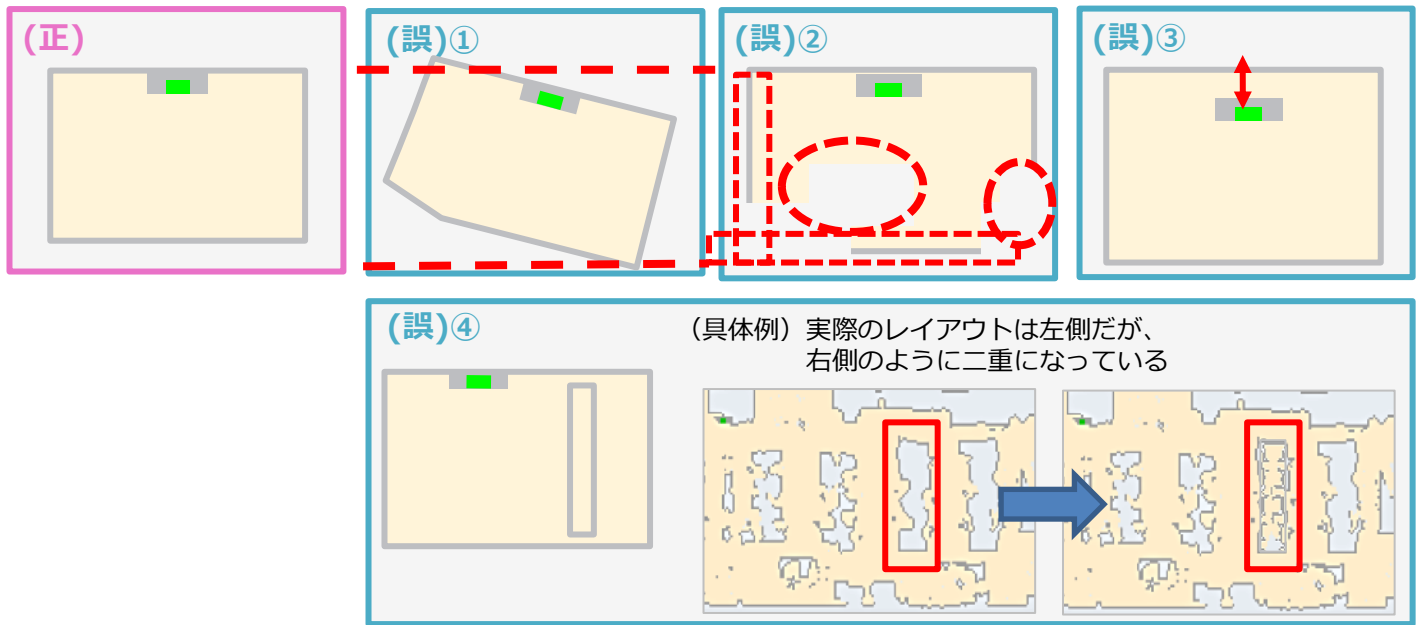 (正)
(誤)①
(誤)②
(誤)③
(誤)④
（具体例）実際のレイアウトは左側だが、
右側のように二重になっている